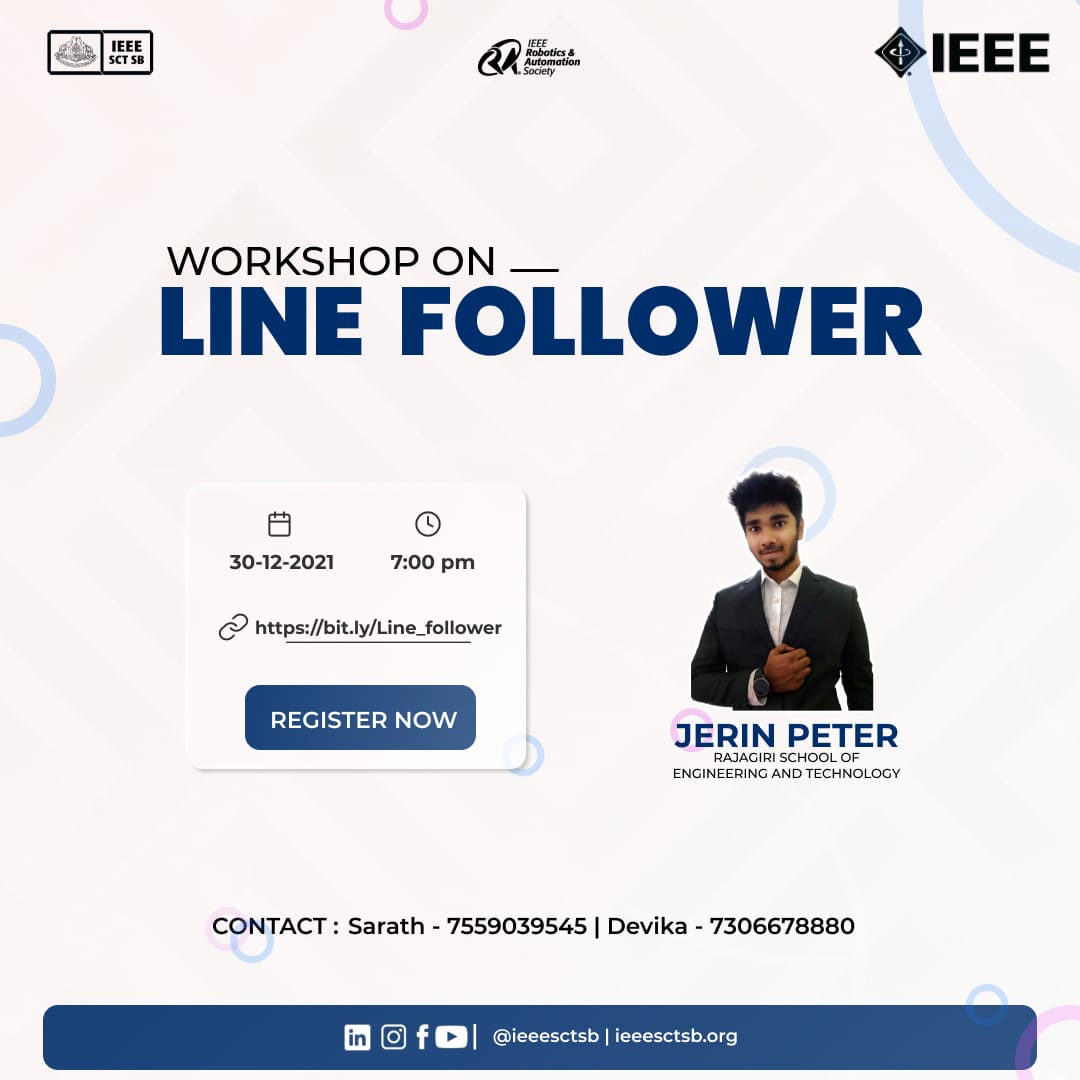 IEEE
SCT SB
IEEE
Robotics &
Automation
Society
IEEE
WORKSHOP ON
LINE FOLLOWER
30-12-2021
7:00 pm
https://bit.ly/Line_follower
REGISTER NOW
JERIN PETER
RAJAGIRI SCHOOL OF
ENGINEERING AND TECHNOLOGY
CONTACT : Sarath - 7559039545 | Devika - 7306678880
@ieeesctsb | ieeesctsb.org